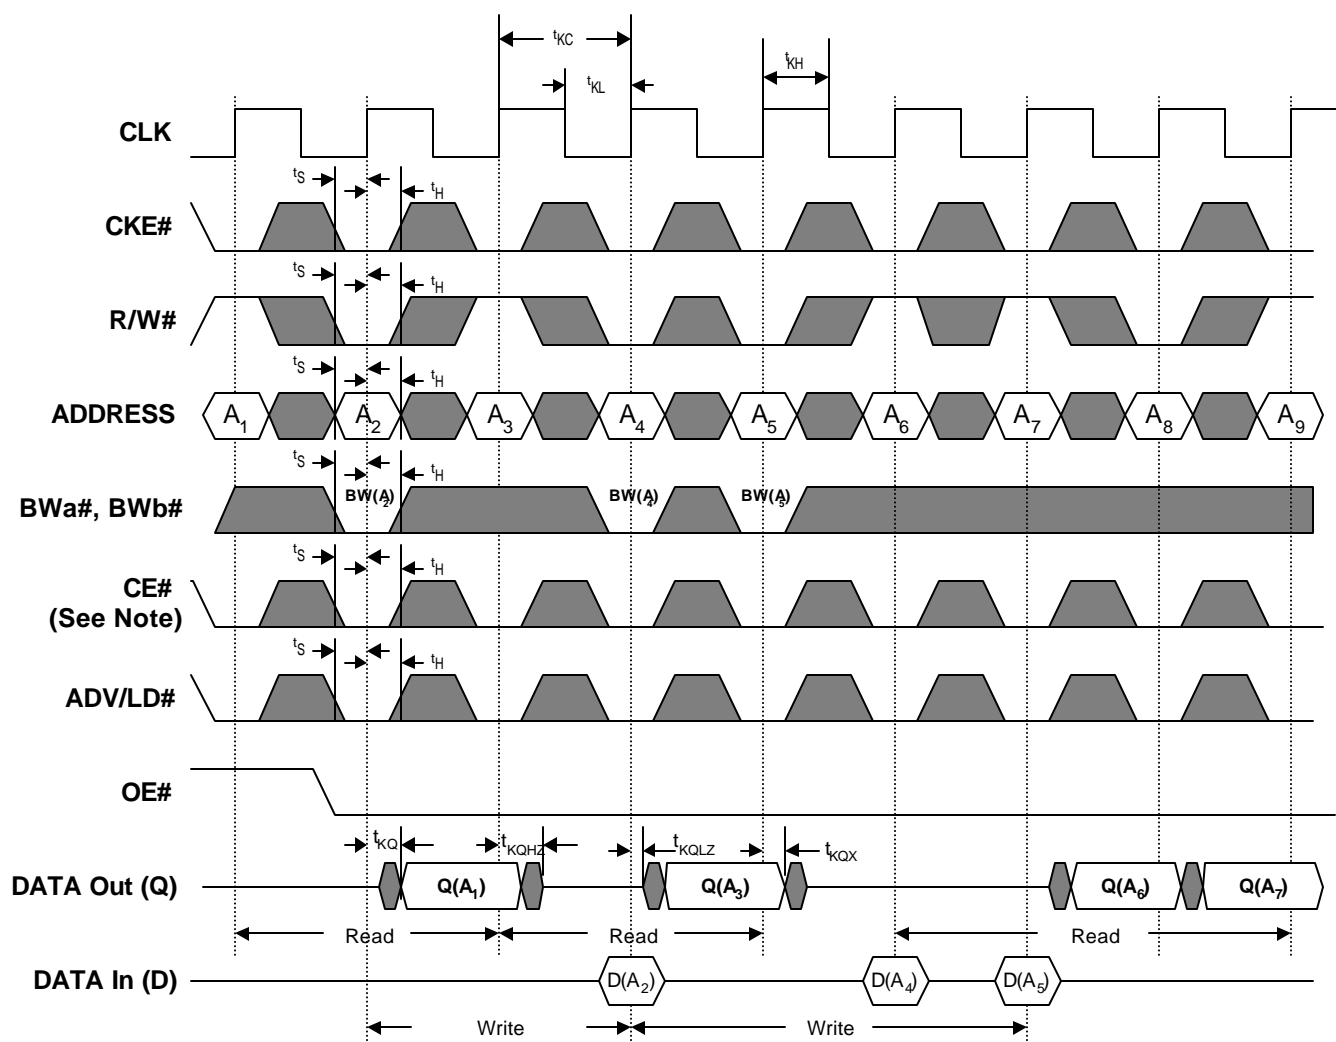 tKC
tKL
tKH
CLK
tS
tH
CKE#
tS
tH
R/W#
tS
tH
ADDRESS
A1
A2
A3
A4
A5
A6
A7
A8
A9
tS
tH
BWa#, BWb#
BW(A2)
BW(A4)
BW(A5)
tS
tH
CE#
(See Note)
tS
tH
ADV/LD#
OE#
tKQ
tKQHZ
tKQLZ
tKQX
DATA Out (Q)
Q(A1)
Q(A3)
Q(A6)
Q(A7)
Read
Read
Read
DATA In (D)
D(A2)
D(A4)
D(A5)
Write
Write